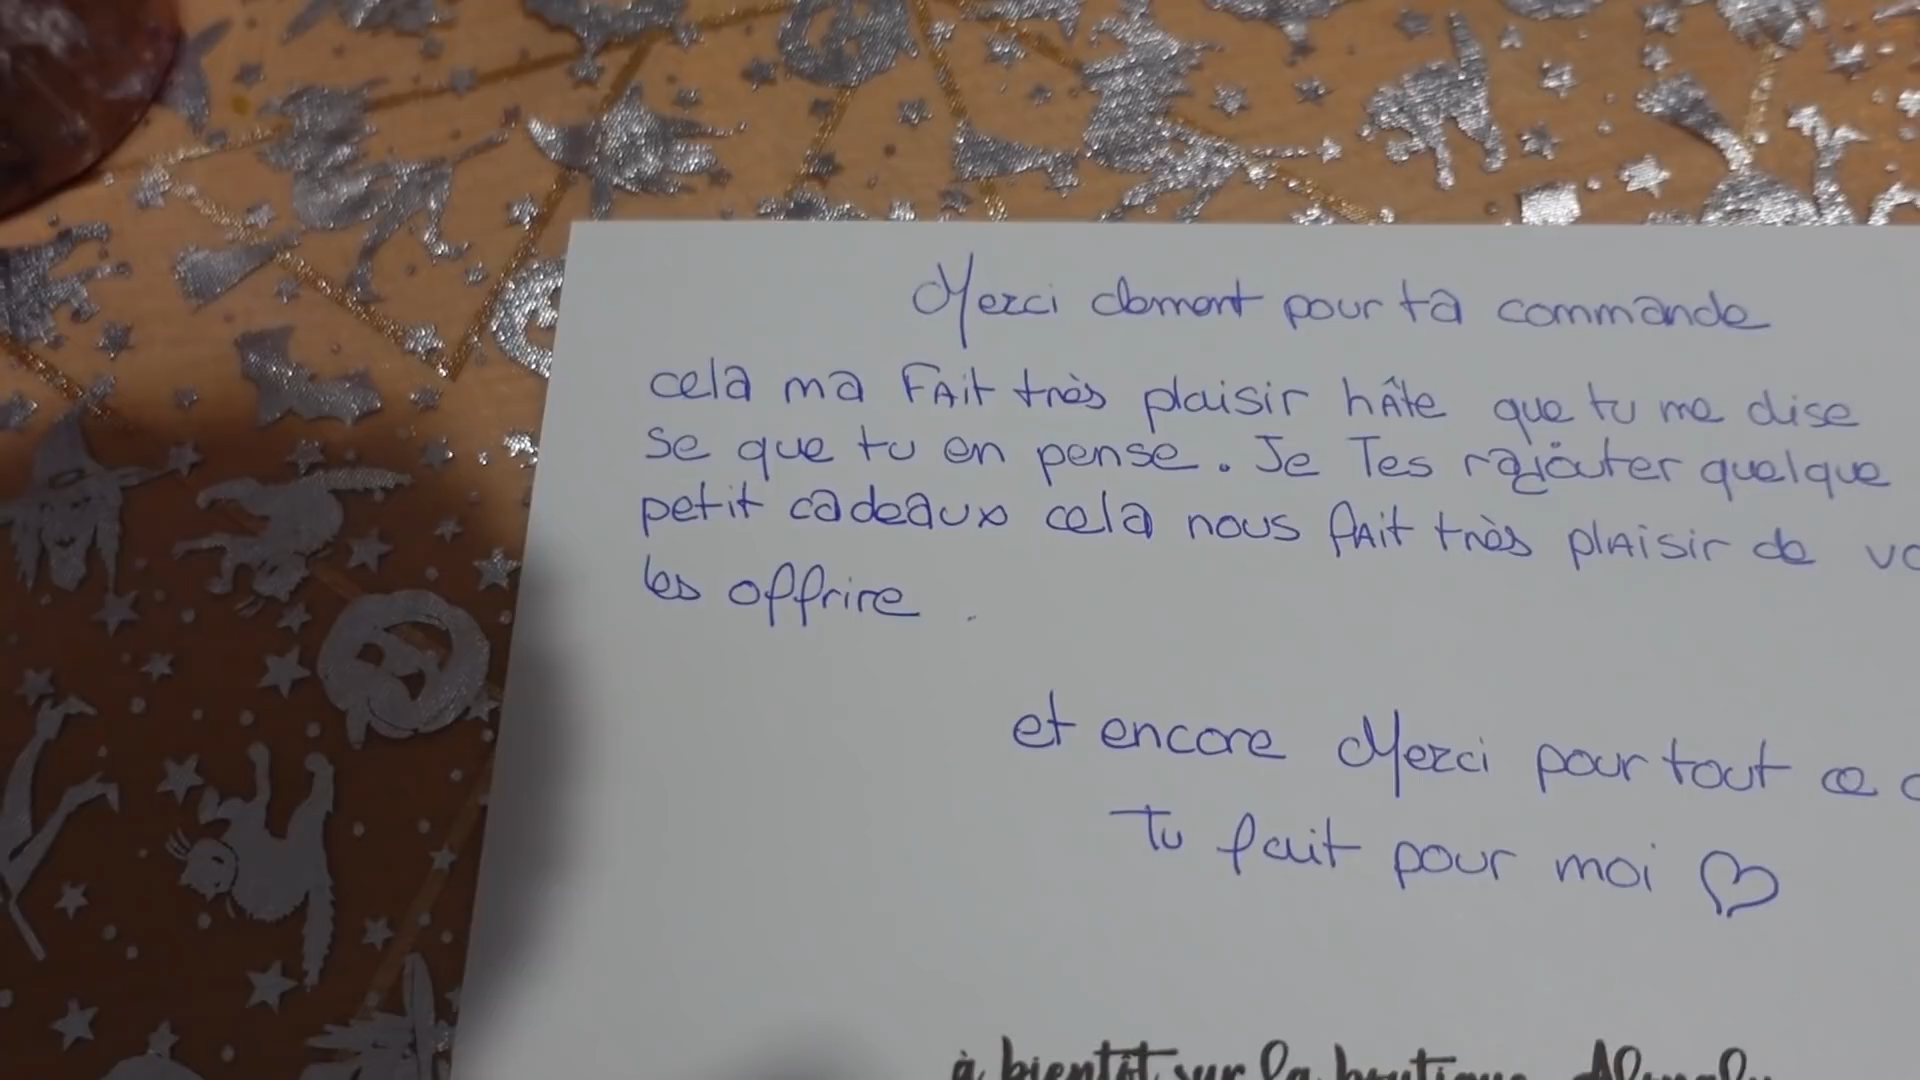 Merci clement pour ta commande
cela ma fait très plaisir hâte que tu me dise
se que tu en pense. Je Tes rajouter quelque
petit cadeaux cela nous fait très plaisir de
les offrire.
et encore Merci pour tout ce
Tu fait pour moi ♡
à bientôt sur la boutique